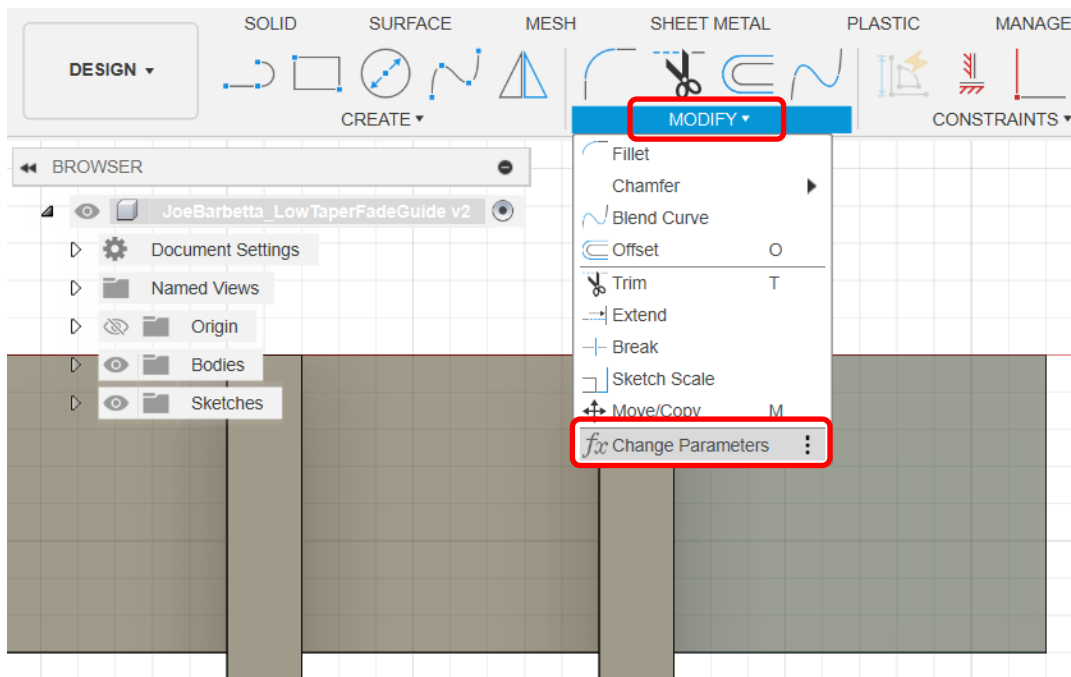 SOLID SURFACE MESH SHEET METAL PLASTIC MANAGE
DESIGN ▾
CREATE ▾ MODIFY ▾ CONSTRAINTS ▾
BROWSER
JoeBarbetta_LowTaperFadeGuide v2
Document Settings
Named Views
Origin
Bodies
Sketches
Fillet
Chamfer
Blend Curve
Offset O
Trim T
Extend
Break
Sketch Scale
Move/Copy M
fx Change Parameters